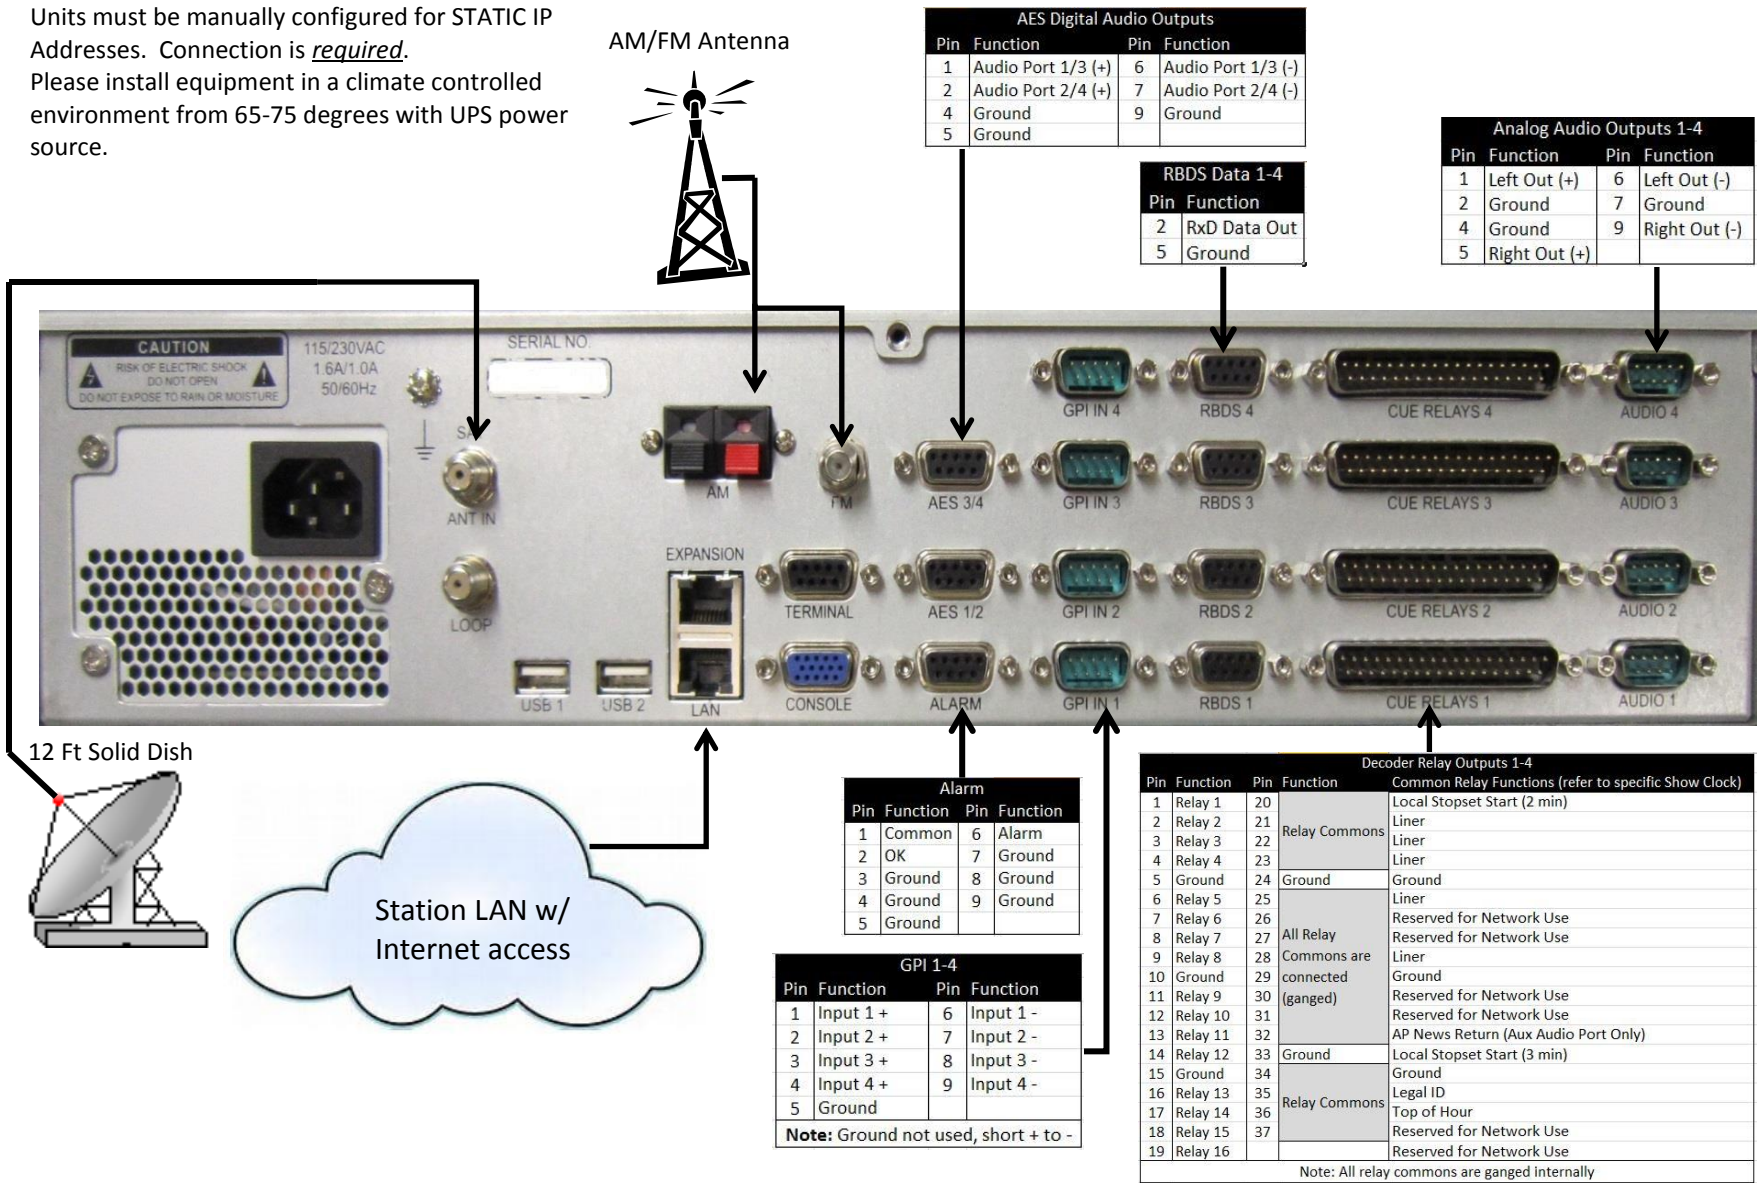 Units must be manually configured for STATIC IP
Addresses.  Connection is required.
Please install equipment in a climate controlled
environment from 65-75 degrees with UPS power
source.
AM/FM Antenna
AES Digital Audio Outputs
Pin Function Pin Function
1 Audio Port 1/3 (+) 6 Audio Port 1/3 (-)
2 Audio Port 2/4 (+) 7 Audio Port 2/4 (-)
4 Ground 9 Ground
5 Ground
RBDS Data 1-4
Pin Function
2 RxD Data Out
5 Ground
Analog Audio Outputs 1-4
Pin Function Pin Function
1 Left Out (+) 6 Left Out (-)
2 Ground 7 Ground
4 Ground 9 Right Out (-)
5 Right Out (+)
CAUTION
RISK OF ELECTRIC SHOCK
DO NOT OPEN
DO NOT EXPOSE TO RAIN OR MOISTURE
115/230VAC
1.6A/1.0A
50/60Hz
SERIAL NO.
GPI IN 4 RBDS 4 CUE RELAYS 4 AUDIO 4
ANT IN
AM FM AES 3/4 GPI IN 3 RBDS 3 CUE RELAYS 3 AUDIO 3
EXPANSION
LOOP
TERMINAL AES 1/2 GPI IN 2 RBDS 2 CUE RELAYS 2 AUDIO 2
USB 1 USB 2 LAN CONSOLE ALARM GPI IN 1 RBDS 1 CUE RELAYS 1 AUDIO 1
12 Ft Solid Dish
Station LAN w/
Internet access
Alarm
Pin Function Pin Function
1 Common 6 Alarm
2 OK 7 Ground
3 Ground 8 Ground
4 Ground 9 Ground
5 Ground
GPI 1-4
Pin Function Pin Function
1 Input 1 + 6 Input 1 -
2 Input 2 + 7 Input 2 -
3 Input 3 + 8 Input 3 -
4 Input 4 + 9 Input 4 -
5 Ground
Note: Ground not used, short + to -
Decoder Relay Outputs 1-4
Pin Function Pin Function Common Relay Functions (refer to specific Show Clock)
1 Relay 1 20 Local Stopset Start (2 min)
2 Relay 2 21 Relay Commons Liner
3 Relay 3 22 Liner
4 Relay 4 23 Liner
5 Ground 24 Ground Ground
6 Relay 5 25 Liner
7 Relay 6 26 Reserved for Network Use
8 Relay 7 27 All Relay Reserved for Network Use
9 Relay 8 28 Commons are Liner
10 Ground 29 connected Ground
11 Relay 9 30 (ganged) Reserved for Network Use
12 Relay 10 31 Reserved for Network Use
13 Relay 11 32 AP News Return (Aux Audio Port Only)
14 Relay 12 33 Ground Local Stopset Start (3 min)
15 Ground 34 Ground
16 Relay 13 35 Relay Commons Legal ID
17 Relay 14 36 Top of Hour
18 Relay 15 37 Reserved for Network Use
19 Relay 16 Reserved for Network Use
Note: All relay commons are ganged internally